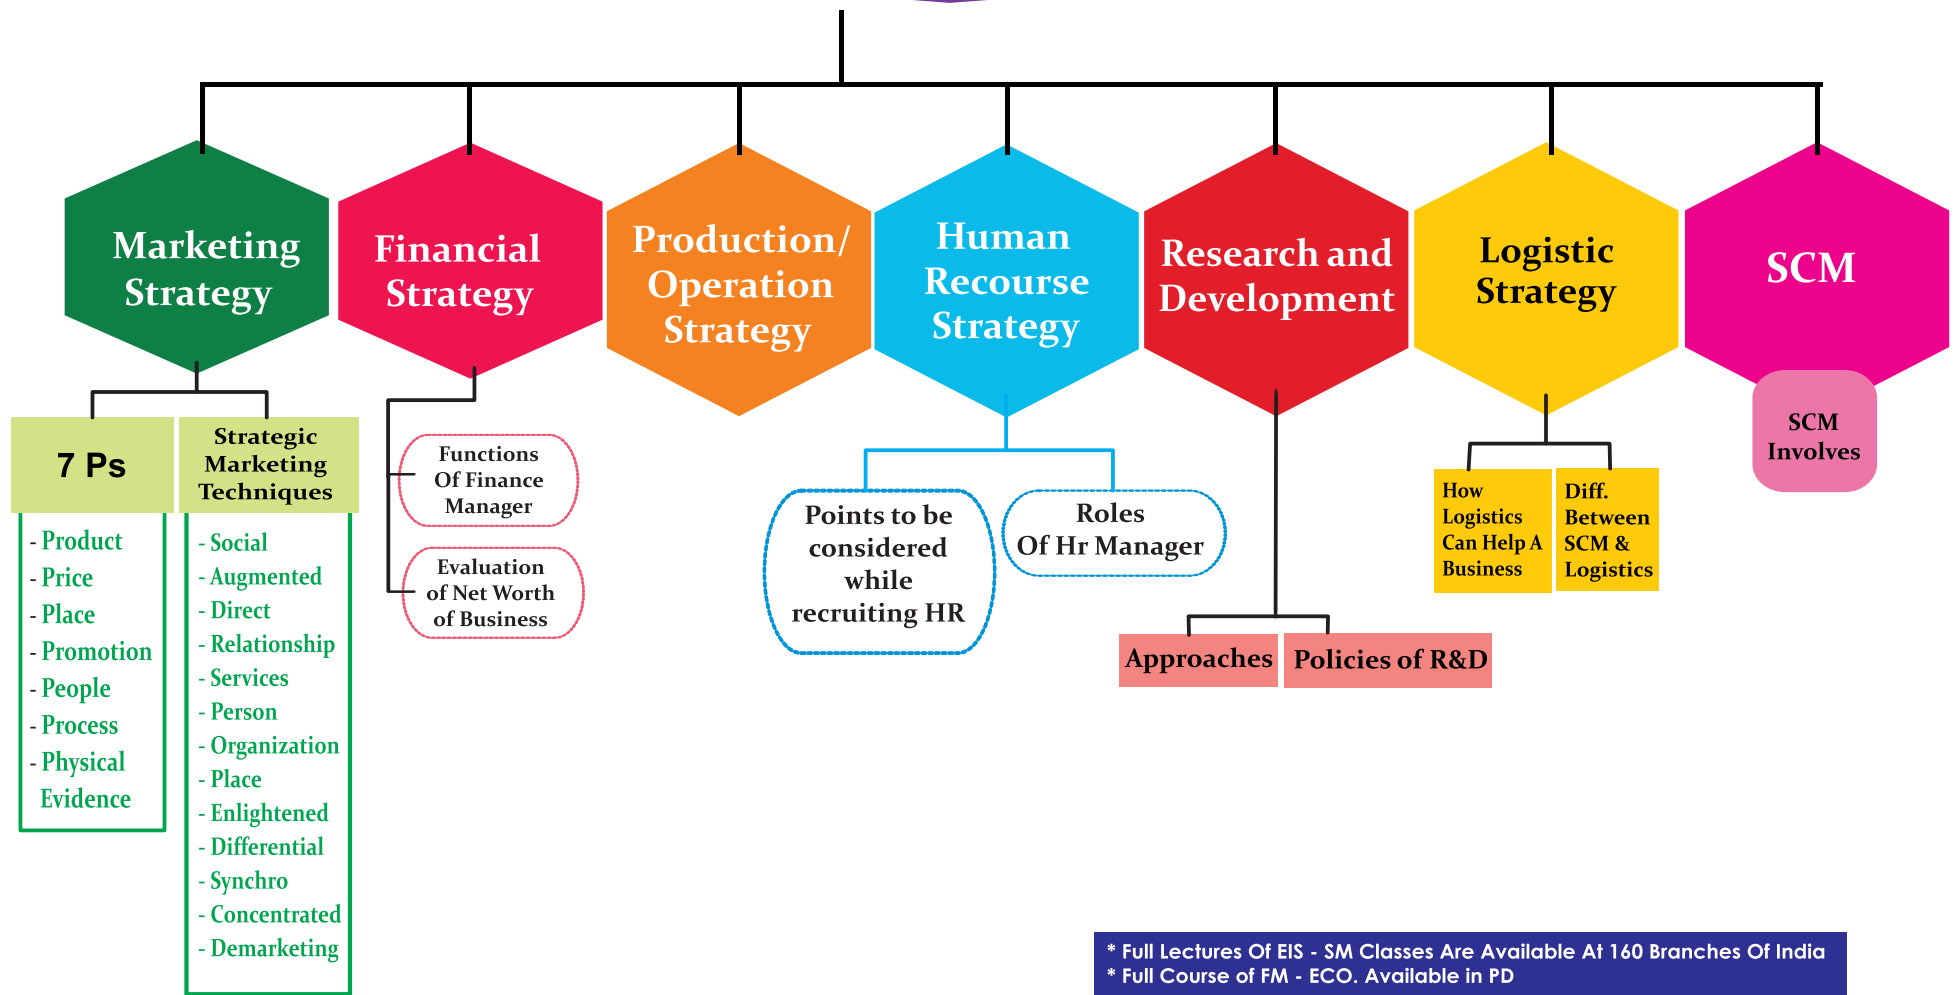 Marketing
Strategy
Financial
Strategy
Production/
Operation
Strategy
Human
Recourse
Strategy
Research and
Development
Logistic
Strategy
SCM
7 Ps
- Product
- Price
- Place
- Promotion
- People
- Process
- Physical
Evidence
Strategic
Marketing
Techniques
- Social
- Augmented
- Direct
- Relationship
- Services
- Person
- Organization
- Place
- Enlightened
- Differential
- Synchro
- Concentrated
- Demarketing
Functions
Of Finance
Manager
Evaluation
of Net Worth
of Business
Points to be
considered
while
recruiting HR
Roles
Of Hr Manager
Approaches
Policies of R&D
How
Logistics
Can Help A
Business
Diff.
Between
SCM &
Logistics
SCM
Involves
* Full Lectures Of EIS - SM Classes Are Available At 160 Branches Of India
* Full Course of FM - ECO. Available in PD